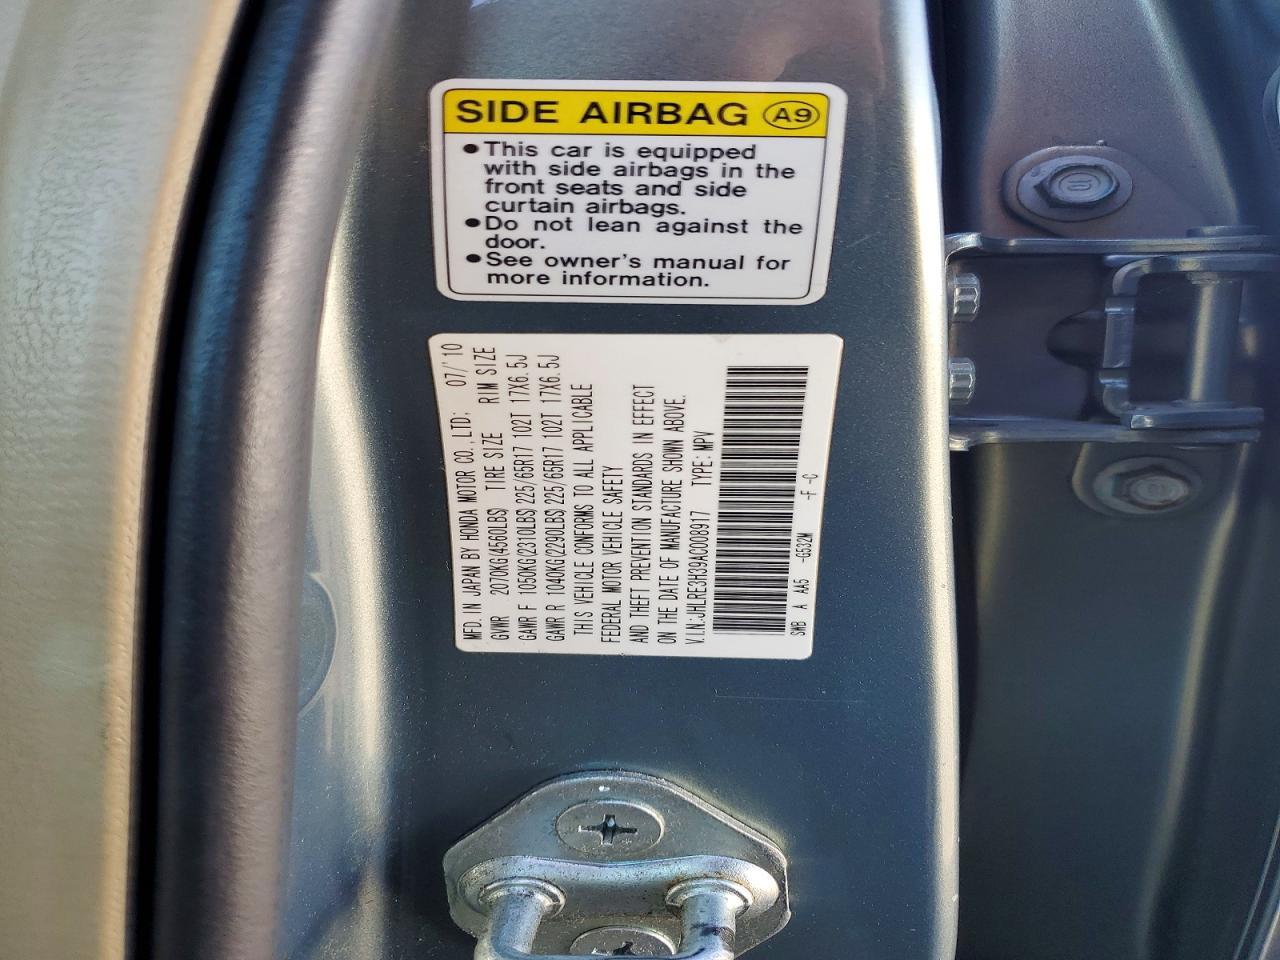 SIDE AIRBAG A9
●This car is equipped
with side airbags in the
front seats and side
curtain airbags.
●Do not lean against the
door.
●See owner's manual for
more information.
MFD. IN JAPAN BY HONDA MOTOR CO., LTD; 07/'10
GVWR 2070KG(4560LBS) TIRE SIZE RIM SIZE
GAWR F 1050KG(2310LBS)225/65R17 102T 17X6.5J
GAWR R 1040KG(2290LBS)225/65R17 102T 17X6.5J
THIS VEHICLE CONFORMS TO ALL APPLICABLE
FEDERAL MOTOR VEHICLE SAFETY
AND THEFT PREVENTION STANDARDS IN EFFECT
ON THE DATE OF MANUFACTURE SHOWN ABOVE.
V.I.N.:JHLRE3H39AC008917 TYPE: MPV
SWB A AA5 -G532M -F -C
10